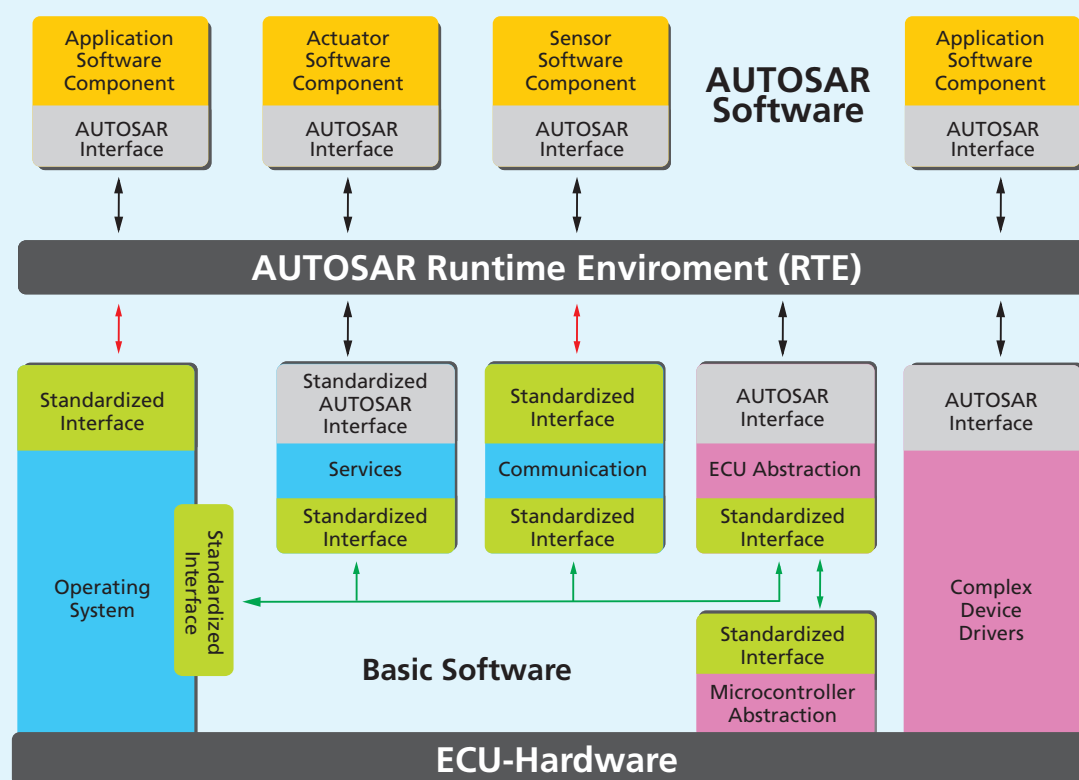 Application
Software
Component
AUTOSAR
Interface
Actuator
Software
Component
AUTOSAR
Interface
Sensor
Software
Component
AUTOSAR
Interface
AUTOSAR
Software
Application
Software
Component
AUTOSAR
Interface
AUTOSAR Runtime Enviroment (RTE)
Standardized
Interface
Operating
System
Standardized
Interface
Standardized
AUTOSAR
Interface
Services
Standardized
Interface
Standardized
Interface
Communication
Standardized
Interface
AUTOSAR
Interface
ECU Abstraction
Standardized
Interface
Standardized
Interface
Microcontroller
Abstraction
AUTOSAR
Interface
Complex
Device
Drivers
Basic Software
ECU-Hardware